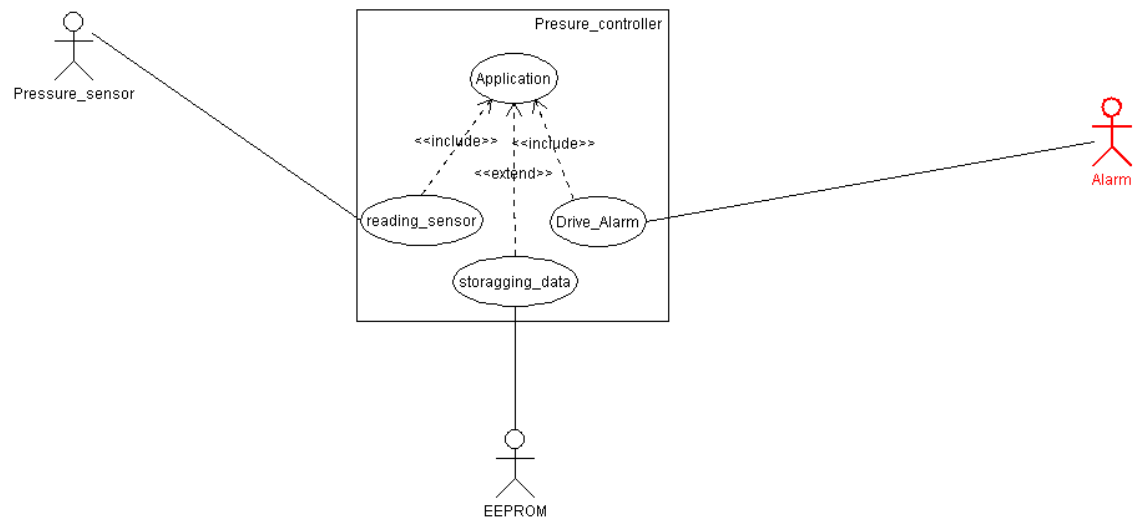 Presure_controller
Application
Pressure_sensor
<<include>>
<<include>>
<<extend>>
Alarm
reading_sensor
Drive_Alarm
storagging_data
EEPROM